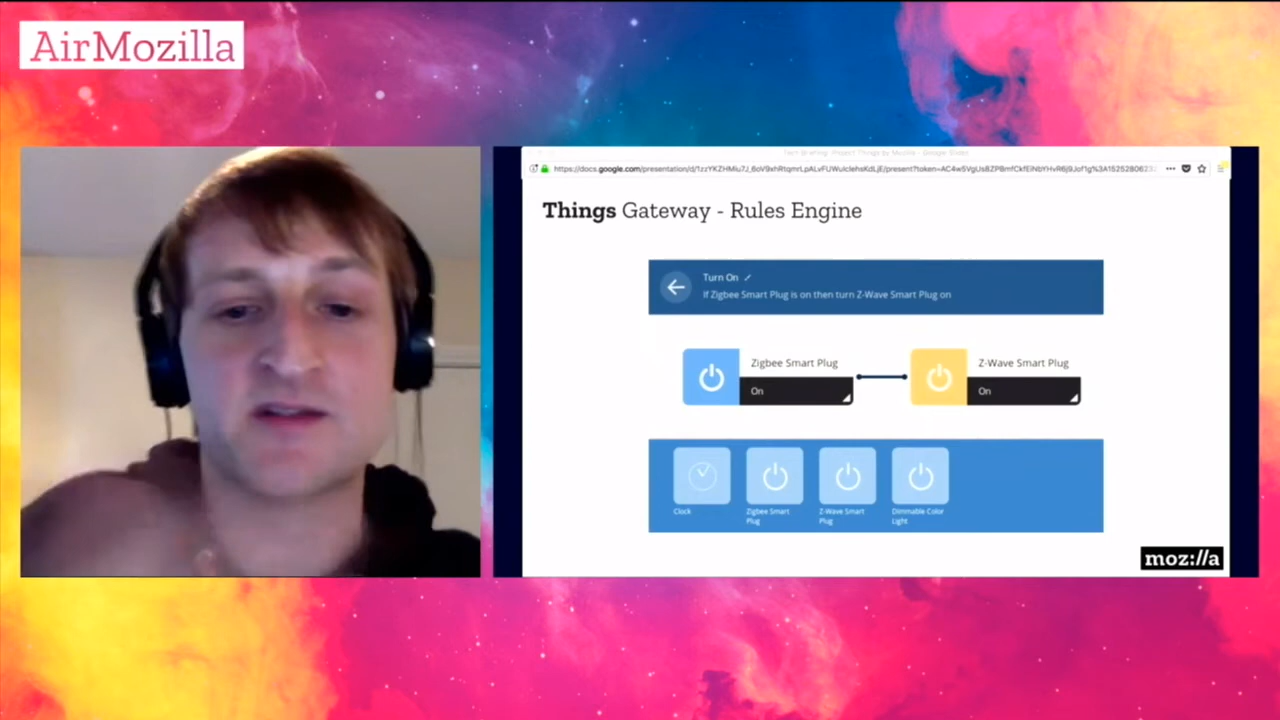 AirMozilla
Things Gateway - Rules Engine
Turn On
If Zigbee Smart Plug is on then turn Z-Wave Smart Plug on
Zigbee Smart Plug
On
Z-Wave Smart Plug
On
Clock
Zigbee Smart
Plug
Z-Wave Smart
Plug
Dimmable Color
Light
moz://a